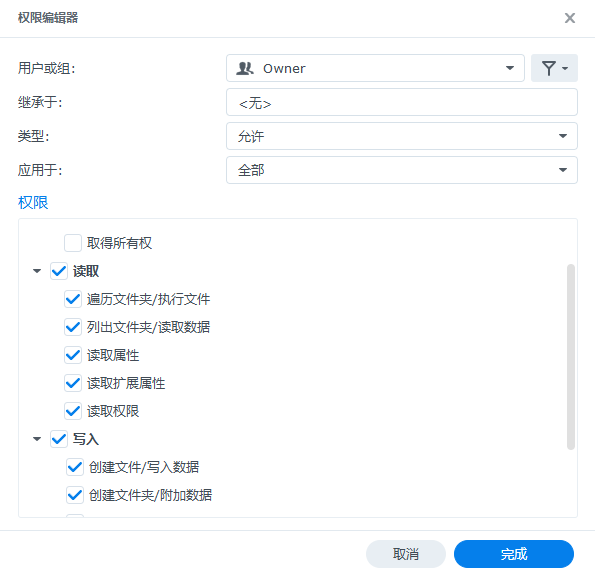 权限编辑器
用户或组: Owner
继承于: <无>
类型: 允许
应用于: 全部
权限
取得所有权
读取
遍历文件夹/执行文件
列出文件夹/读取数据
读取属性
读取扩展属性
读取权限
写入
创建文件/写入数据
创建文件夹/附加数据
取消 完成